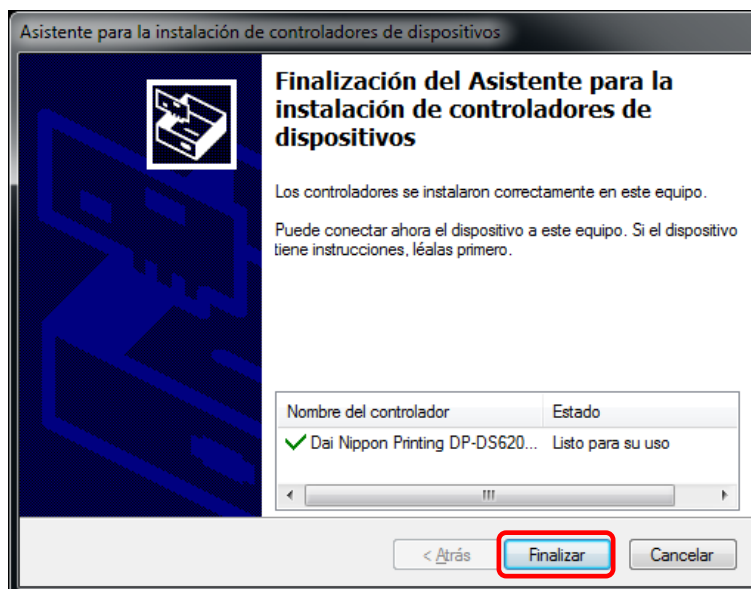 Asistente para la instalación de controladores de dispositivos
Finalización del Asistente para la
instalación de controladores de
dispositivos
Los controladores se instalaron correctamente en este equipo.
Puede conectar ahora el dispositivo a este equipo. Si el dispositivo
tiene instrucciones, léalas primero.
Nombre del controlador Estado
Dai Nippon Printing DP-DS620... Listo para su uso
< Atrás Finalizar Cancelar